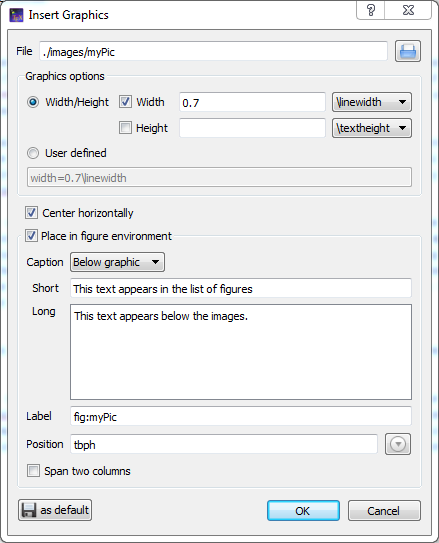 Insert Graphics
File ./images/myPic
Graphics options
Width/Height Width 0.7 \linewidth
Height \textheight
User defined
width=0.7\linewidth
Center horizontally
Place in figure environment
Caption Below graphic
Short This text appears in the list of figures
Long This text appears below the images.
Label fig:myPic
Position tbph
Span two columns
as default OK Cancel